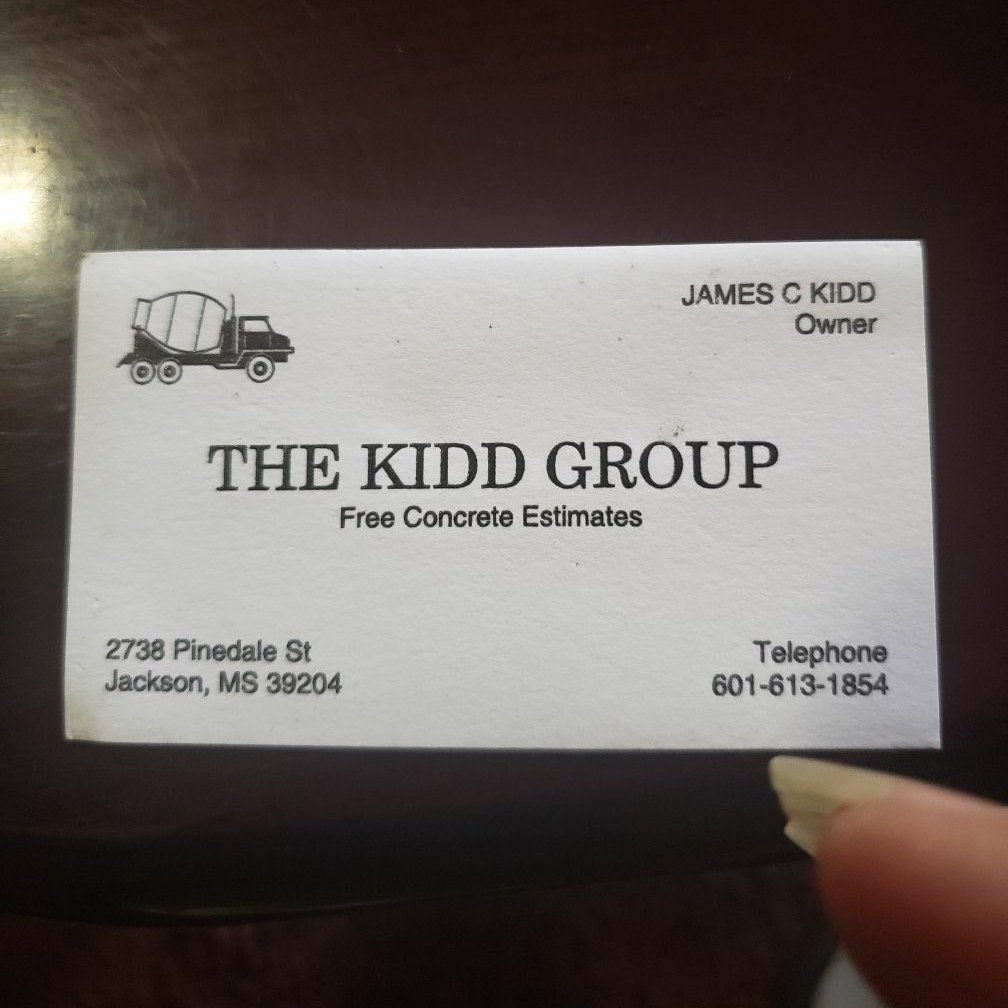 JAMES C KIDD
Owner
THE KIDD GROUP
Free Concrete Estimates
2738 Pinedale St
Jackson, MS 39204
Telephone
601-613-1854